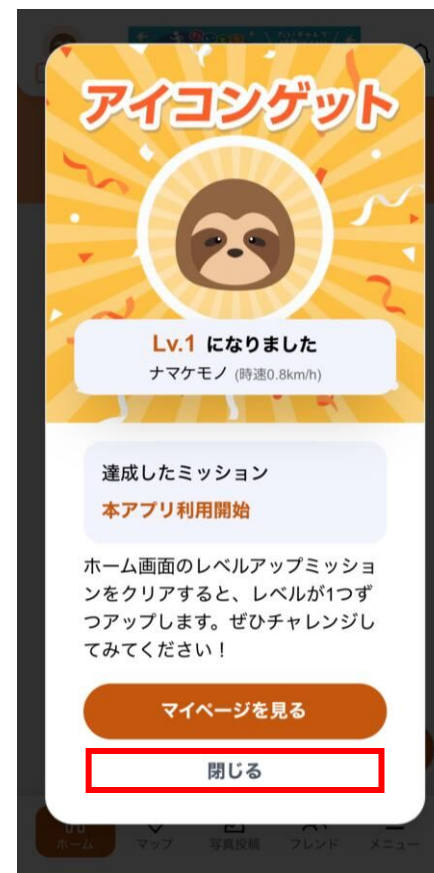 アイコンゲット
Lv.1 になりました
ナマケモノ (時速0.8km/h)
達成したミッション
本アプリ利用開始
ホーム画面のレベルアップミッショ
ンをクリアすると、レベルが1つず
つアップします。ぜひチャレンジし
てみてください！
マイページを見る
閉じる
ホーム マップ 写真投稿 フレンド メニュー